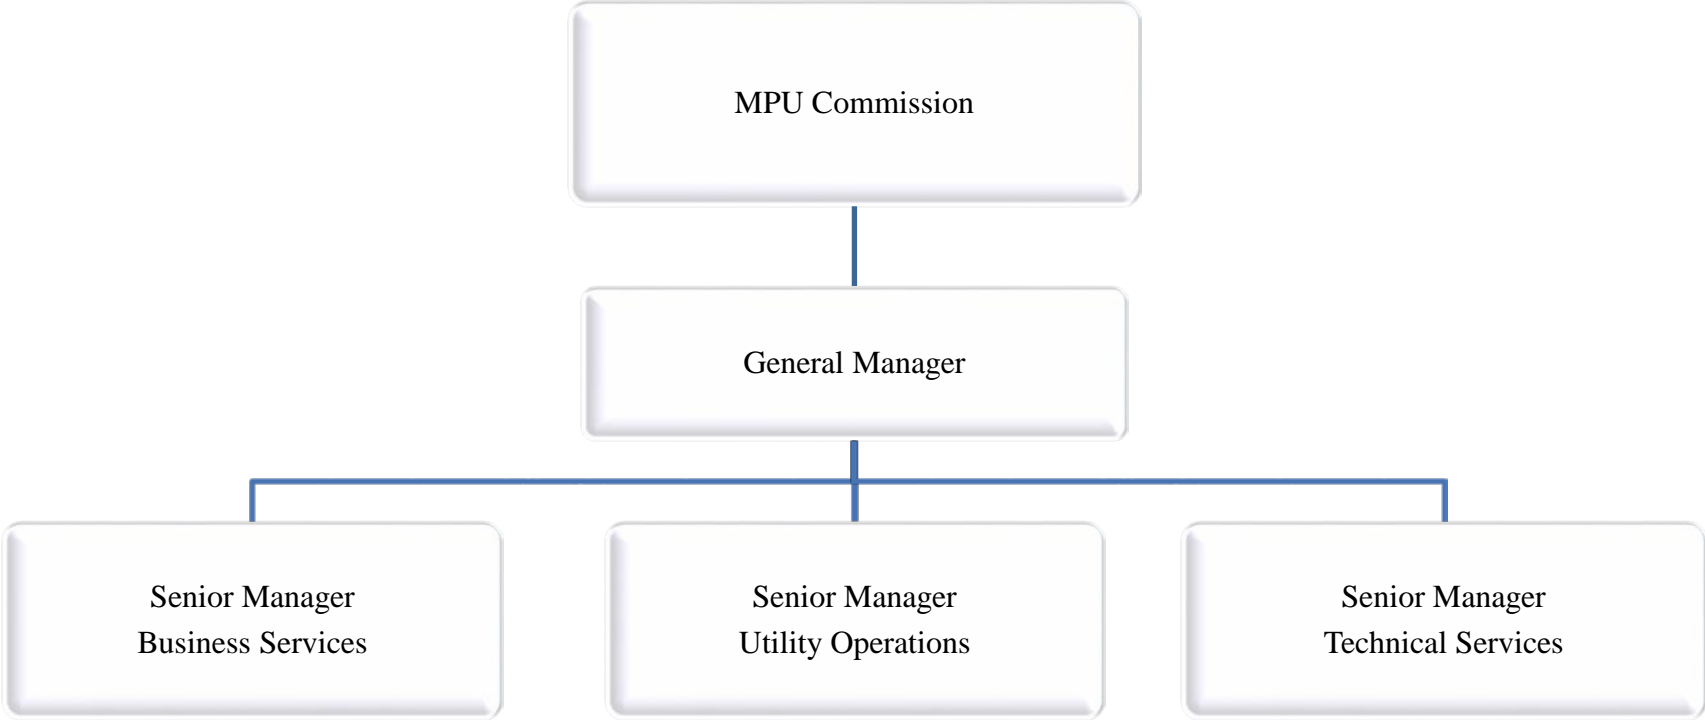 MPU Commission
General Manager
Senior Manager
Business Services
Senior Manager
Utility Operations
Senior Manager
Technical Services